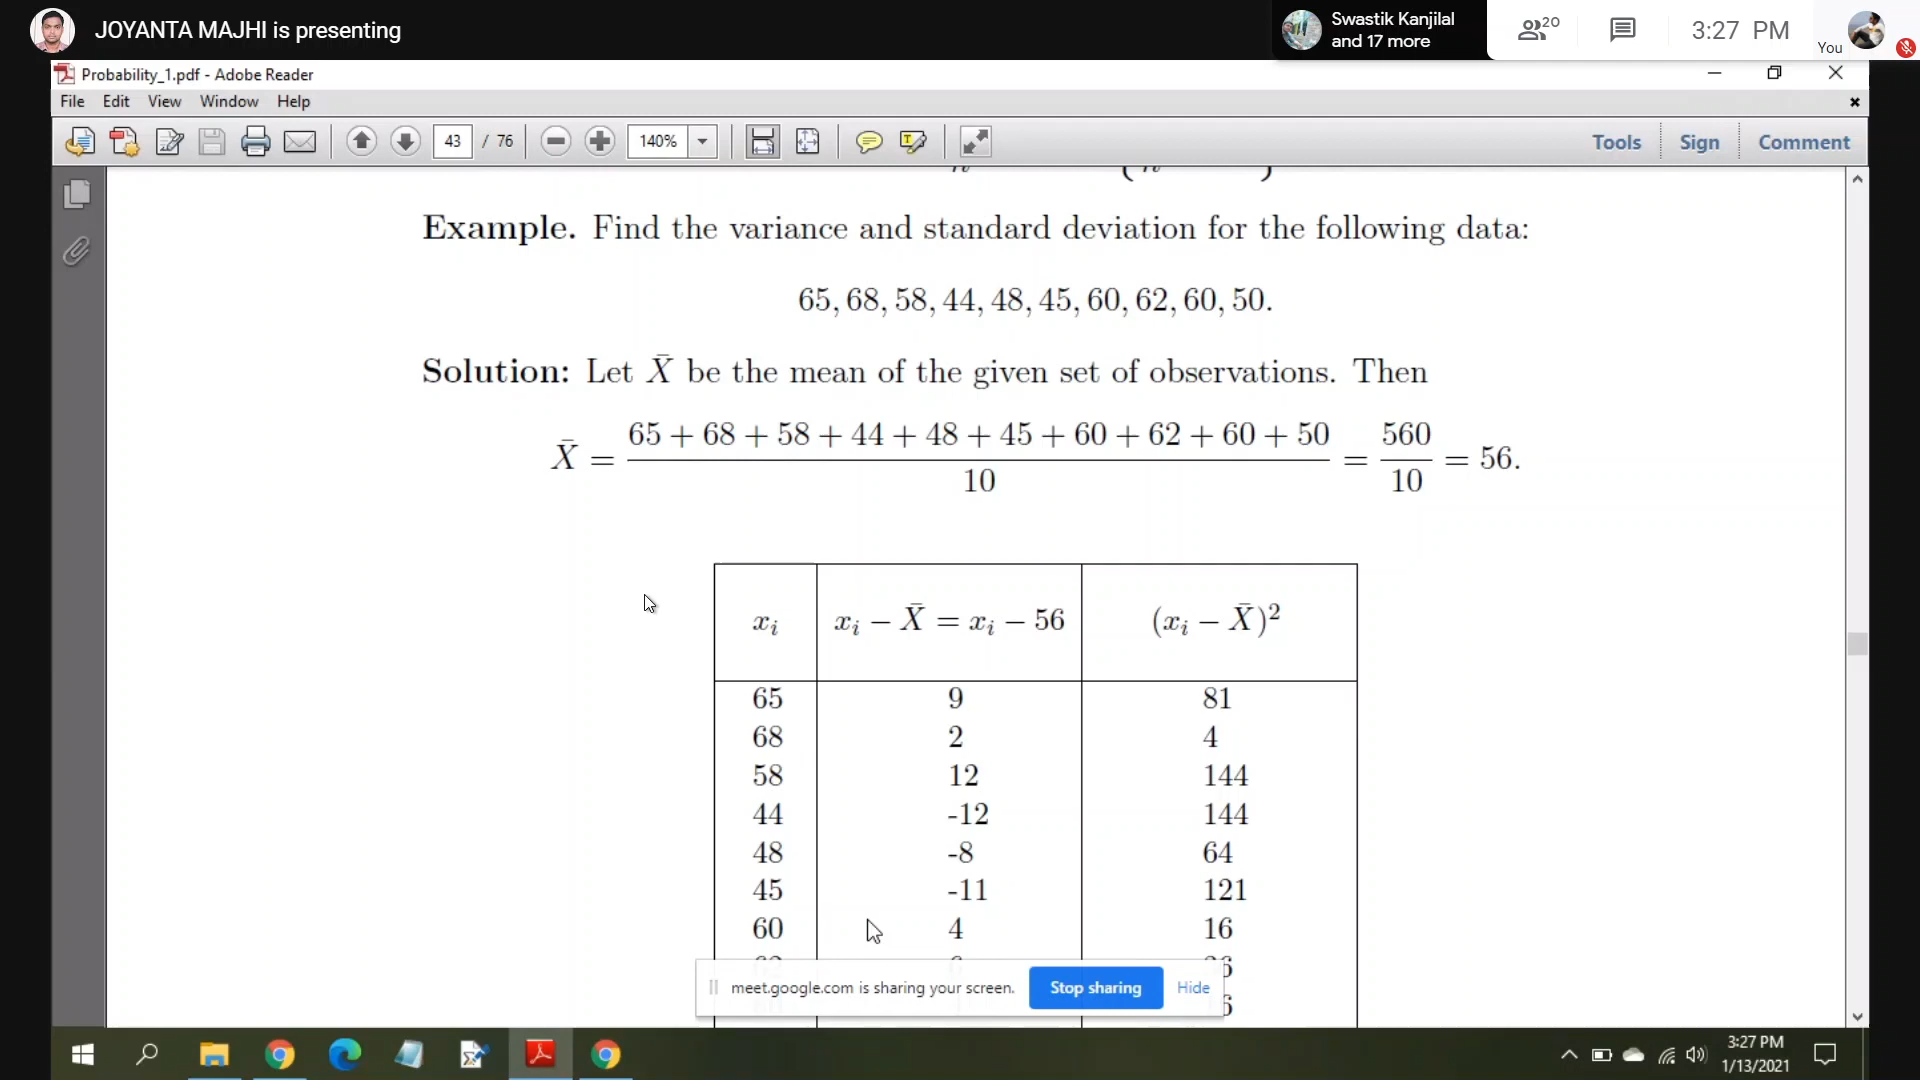 JOYANTA MAJHI is presenting
Swastik Kanjilal
and 17 more
20
3:27 PM
You
Probability_1.pdf - Adobe Reader
File Edit View Window Help
43 / 76
140%
Tools Sign Comment
Example. Find the variance and standard deviation for the following data:
65, 68, 58, 44, 48, 45, 60, 62, 60, 50.
Solution: Let X̄ be the mean of the given set of observations. Then
X̄ = (65 + 68 + 58 + 44 + 48 + 45 + 60 + 62 + 60 + 50)/10 = 560/10 = 56.
xᵢ xᵢ − X̄ = xᵢ − 56 (xᵢ − X̄)²
65 9 81
68 2 4
58 12 144
44 -12 144
48 -8 64
45 -11 121
60 4 16
meet.google.com is sharing your screen. Stop sharing Hide
3:27 PM
1/13/2021